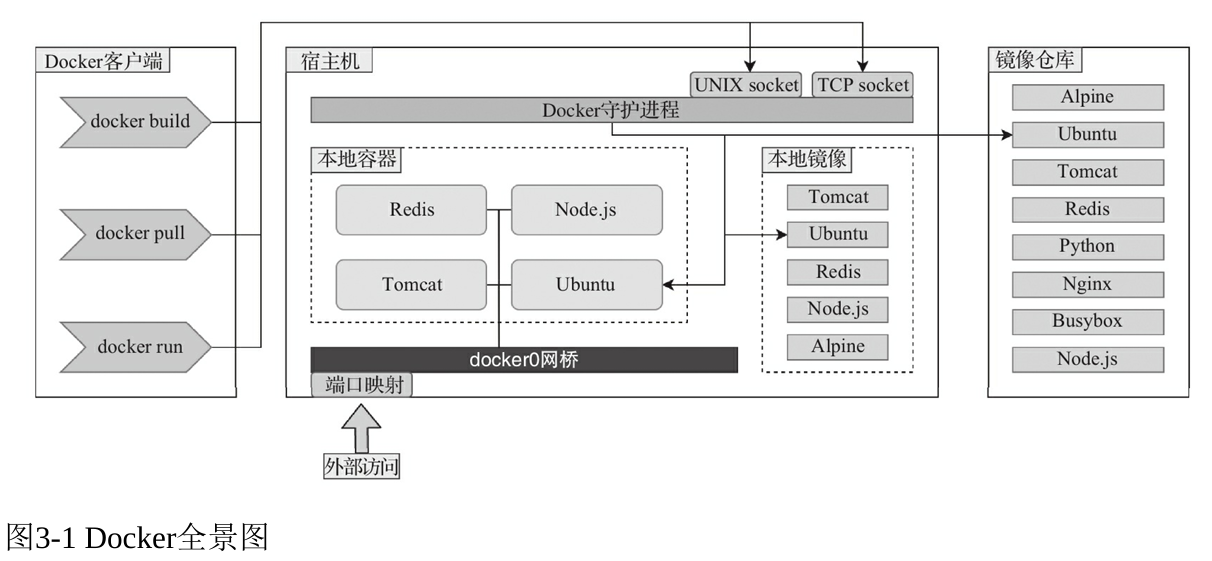 Docker客户端
docker build
docker pull
docker run
宿主机
UNIX socket
TCP socket
Docker守护进程
本地容器
Redis
Node.js
Tomcat
Ubuntu
docker0网桥
端口映射
外部访问
本地镜像
Tomcat
Ubuntu
Redis
Node.js
Alpine
镜像仓库
Alpine
Ubuntu
Tomcat
Redis
Python
Nginx
Busybox
Node.js
图3-1 Docker全景图